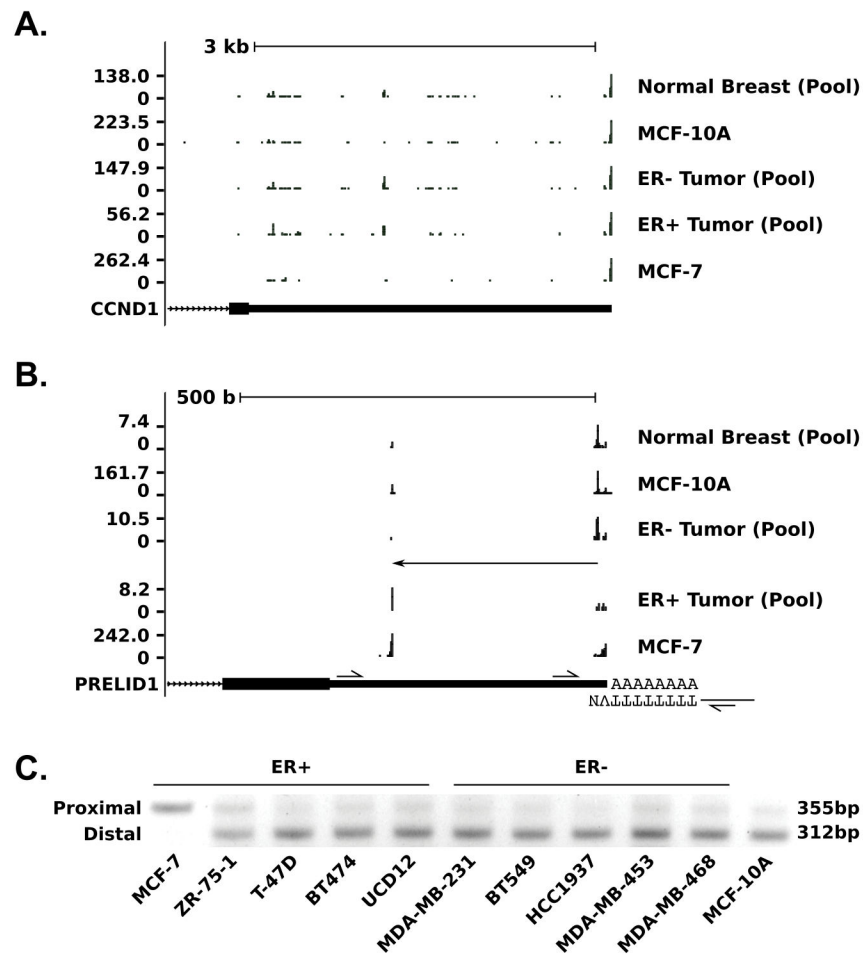 A.
3 kb
138.0
0
Normal Breast (Pool)
223.5
0
MCF-10A
147.9
0
ER- Tumor (Pool)
56.2
0
ER+ Tumor (Pool)
262.4
0
MCF-7
CCND1
B.
500 b
7.4
0
Normal Breast (Pool)
161.7
0
MCF-10A
10.5
0
ER- Tumor (Pool)
8.2
0
ER+ Tumor (Pool)
242.0
0
MCF-7
PRELID1
AAAAAAAA
NVTTTTTTTT
C.
ER+
ER-
Proximal
355bp
Distal
312bp
MCF-7
ZR-75-1
T-47D
BT474
UCD12
MDA-MB-231
BT549
HCC1937
MDA-MB-453
MDA-MB-468
MCF-10A